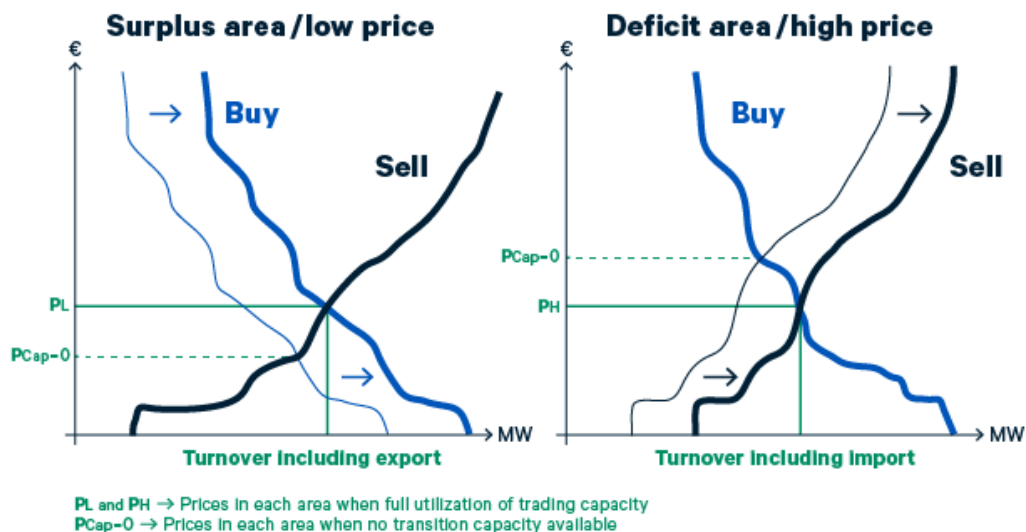 Surplus area/low price
Deficit area/high price
€
Buy
Sell
PL
PCap-0
MW
Turnover including export
€
Buy
Sell
PCap-0
PH
MW
Turnover including import
PL and PH → Prices in each area when full utilization of trading capacity
PCap-0 → Prices in each area when no transition capacity available